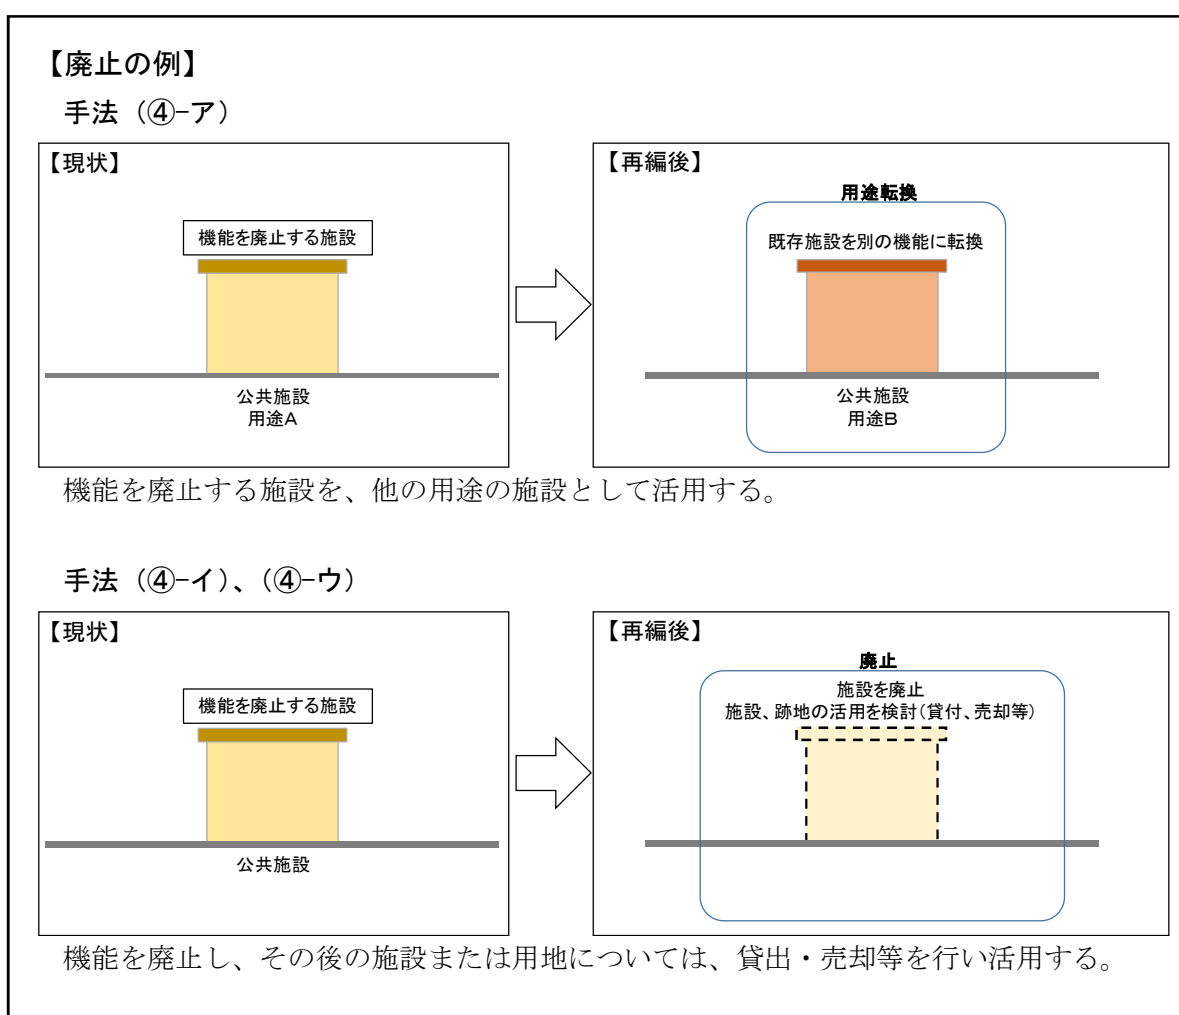 【廃止の例】
手法（④-ア）
【現状】
機能を廃止する施設
公共施設
用途A
【再編後】
用途転換
既存施設を別の機能に転換
公共施設
用途B
機能を廃止する施設を、他の用途の施設として活用する。
手法（④-イ）、（④-ウ）
【現状】
機能を廃止する施設
公共施設
【再編後】
廃止
施設を廃止
施設、跡地の活用を検討（貸付、売却等）
機能を廃止し、その後の施設または用地については、貸出・売却等を行い活用する。